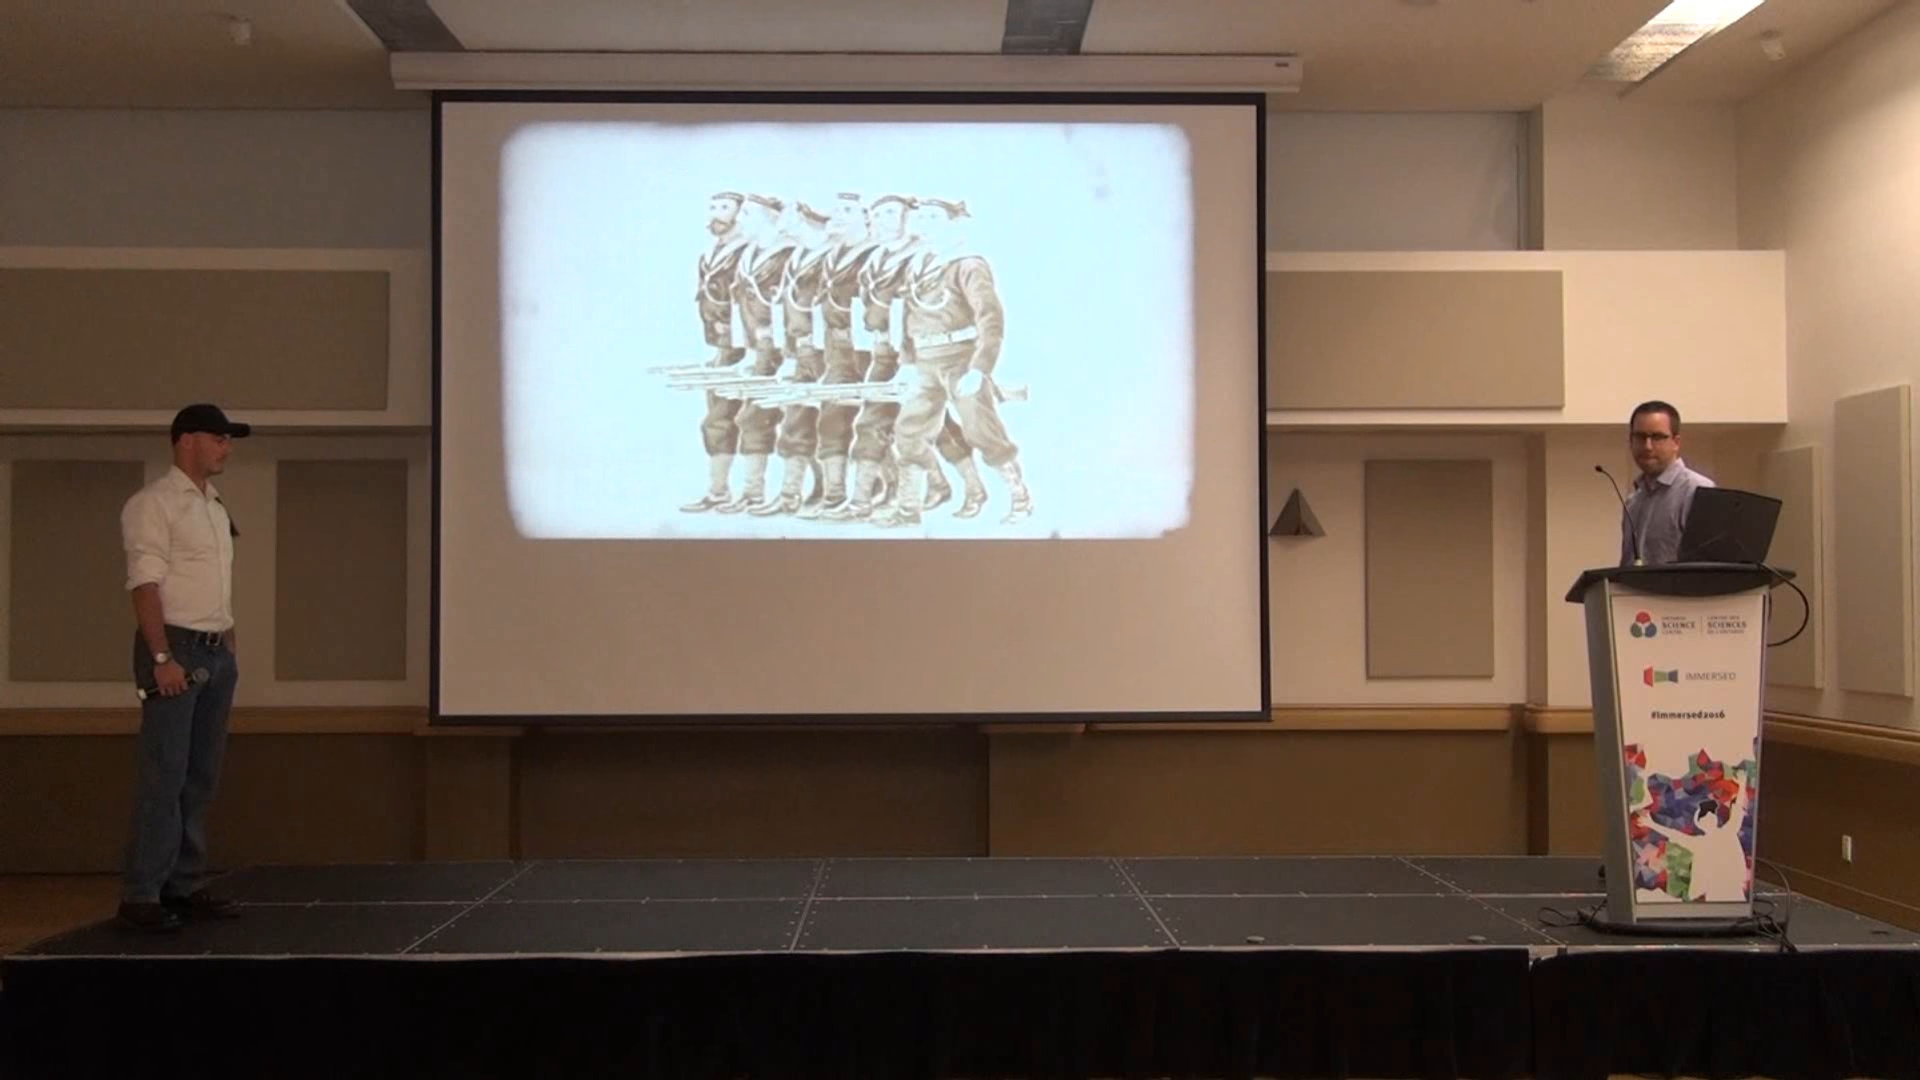 ONTARIO
SCIENCE
CENTRE
CENTRE DES
SCIENCES
DE L'ONTARIO
IMMERSED
#Immersed2016